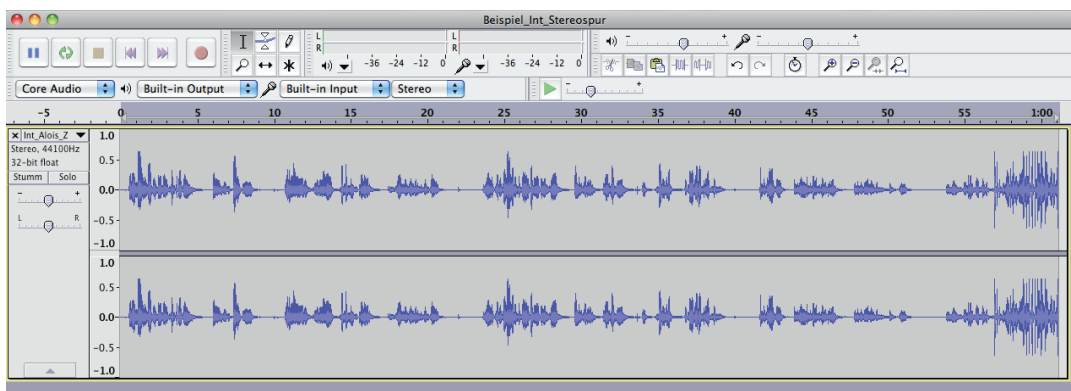 Beispiel_Int_Stereospur
L
R
-36 -24 -12 0
L
R
-36 -24 -12 0
- +
- +
Core Audio
Built-in Output
Built-in Input
Stereo
- +
-5 0 5 10 15 20 25 30 35 40 45 50 55 1:00
Int_Alois_Z
Stereo, 44100Hz
32-bit float
Stumm Solo
- +
L R
1.0
0.5
0.0
-0.5
-1.0
1.0
0.5
0.0
-0.5
-1.0